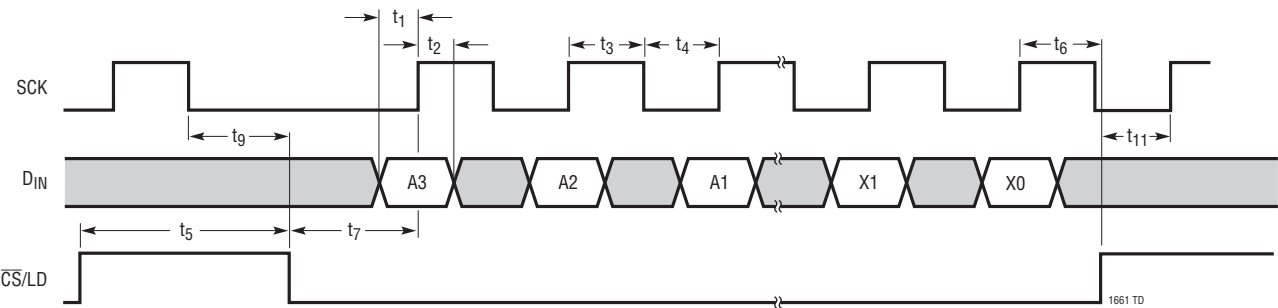 t1
t2
t3
t4
t6
SCK
t9
t11
DIN
A3
A2
A1
X1
X0
t5
t7
CS/LD
1661 TD